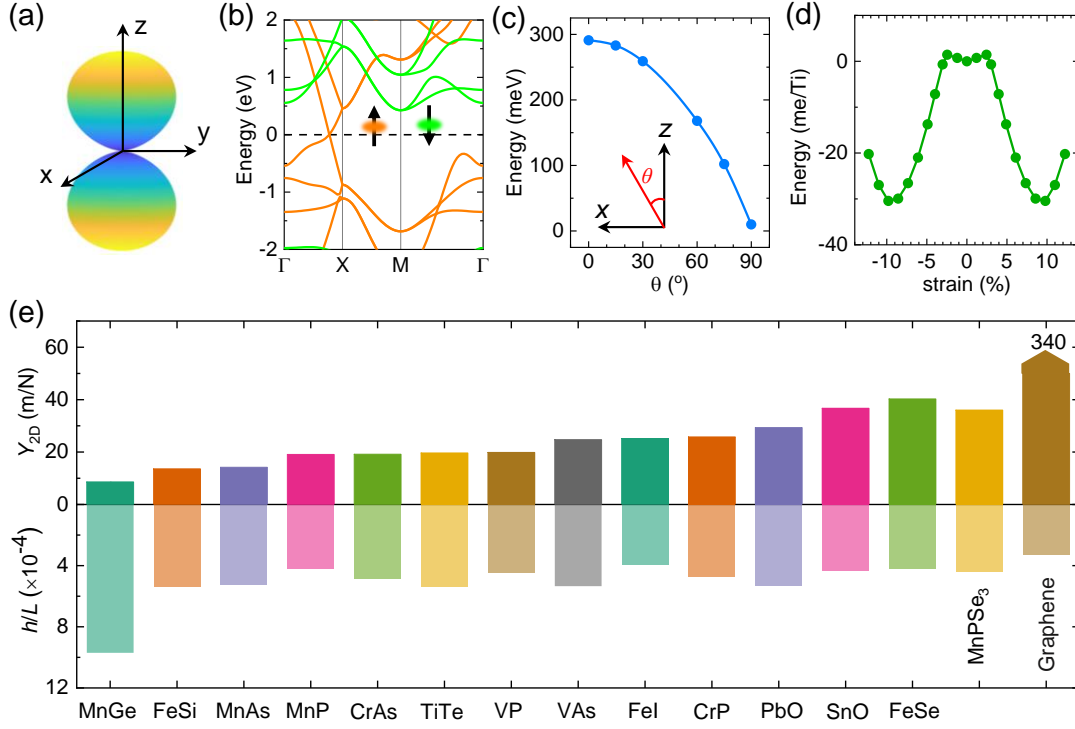 (a)
z
y
x
(b)
Energy (eV)
2
1
0
-1
-2
Γ X M Γ
(c)
Energy (meV)
300
200
100
0
z
θ
x
0 30 60 90
θ (º)
(d)
Energy (me/Ti)
0
-20
-40
-10 -5 0 5 10
strain (%)
(e)
340
Y2D (m/N)
60
40
20
0
h/L (×10⁻⁴)
4
8
12
MnPSe₃
Graphene
MnGe FeSi MnAs MnP CrAs TiTe VP VAs FeI CrP PbO SnO FeSe